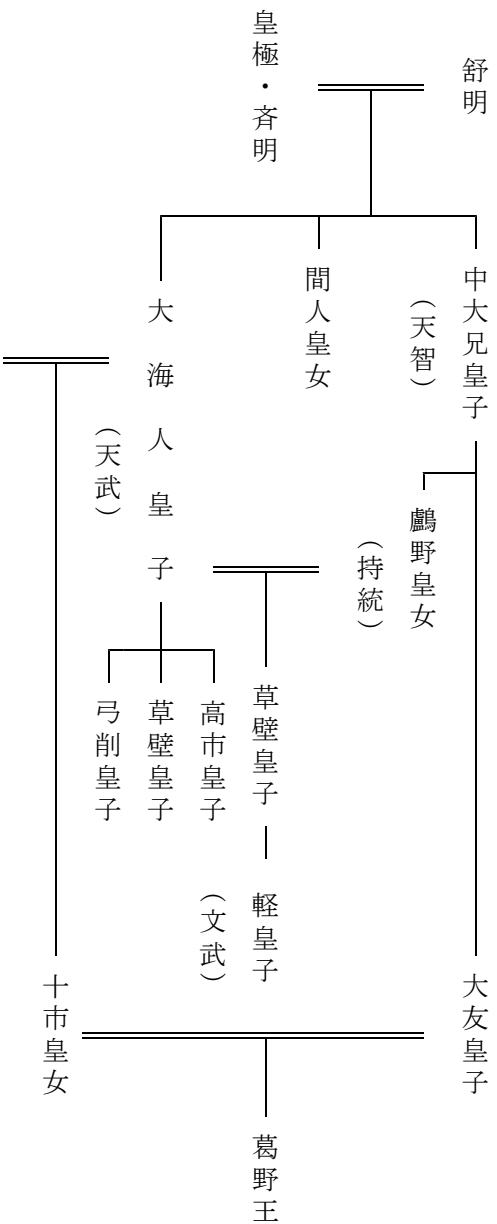 舒明
皇極・斉明
中大兄皇子
（天智）
間人皇女
大海人皇子
（天武）
鸕野皇女
（持統）
草壁皇子
高市皇子
草壁皇子
弓削皇子
軽皇子
（文武）
大友皇子
十市皇女
葛野王